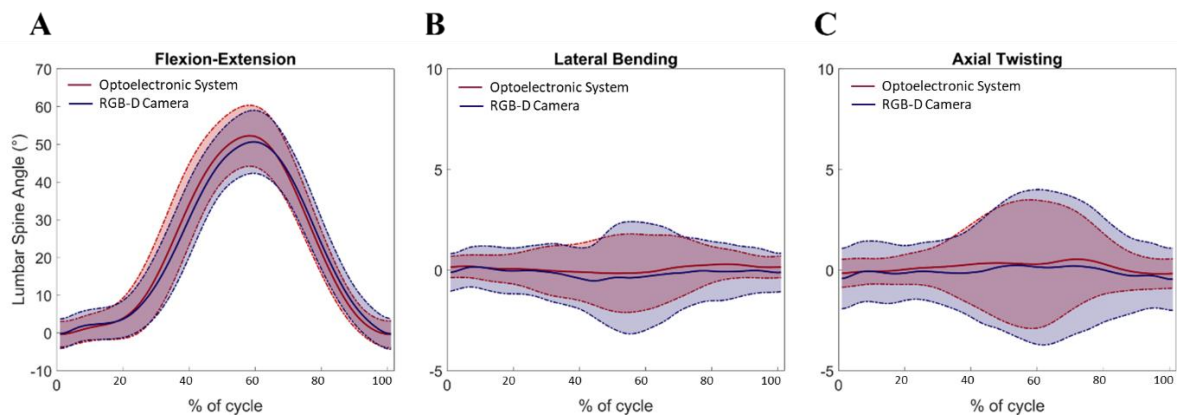 A
B
C
Flexion-Extension
Lateral Bending
Axial Twisting
Lumbar Spine Angle (°)
70
60
50
40
30
20
10
0
-10
Optoelectronic System
RGB-D Camera
0 20 40 60 80 100
% of cycle
10
5
0
-5
Optoelectronic System
RGB-D Camera
0 20 40 60 80 100
% of cycle
10
5
0
-5
Optoelectronic System
RGB-D Camera
0 20 40 60 80 100
% of cycle